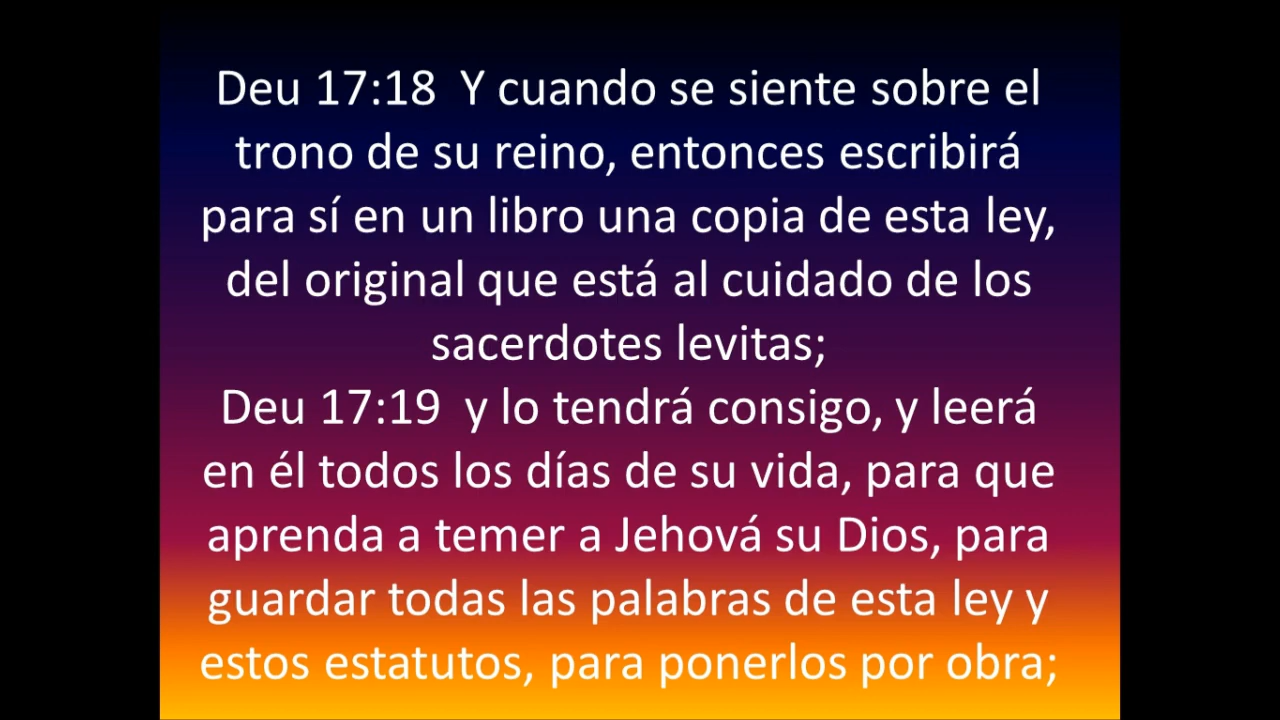 Deu 17:18  Y cuando se siente sobre el
trono de su reino, entonces escribirá
para sí en un libro una copia de esta ley,
del original que está al cuidado de los
sacerdotes levitas;
Deu 17:19  y lo tendrá consigo, y leerá
en él todos los días de su vida, para que
aprenda a temer a Jehová su Dios, para
guardar todas las palabras de esta ley y
estos estatutos, para ponerlos por obra;